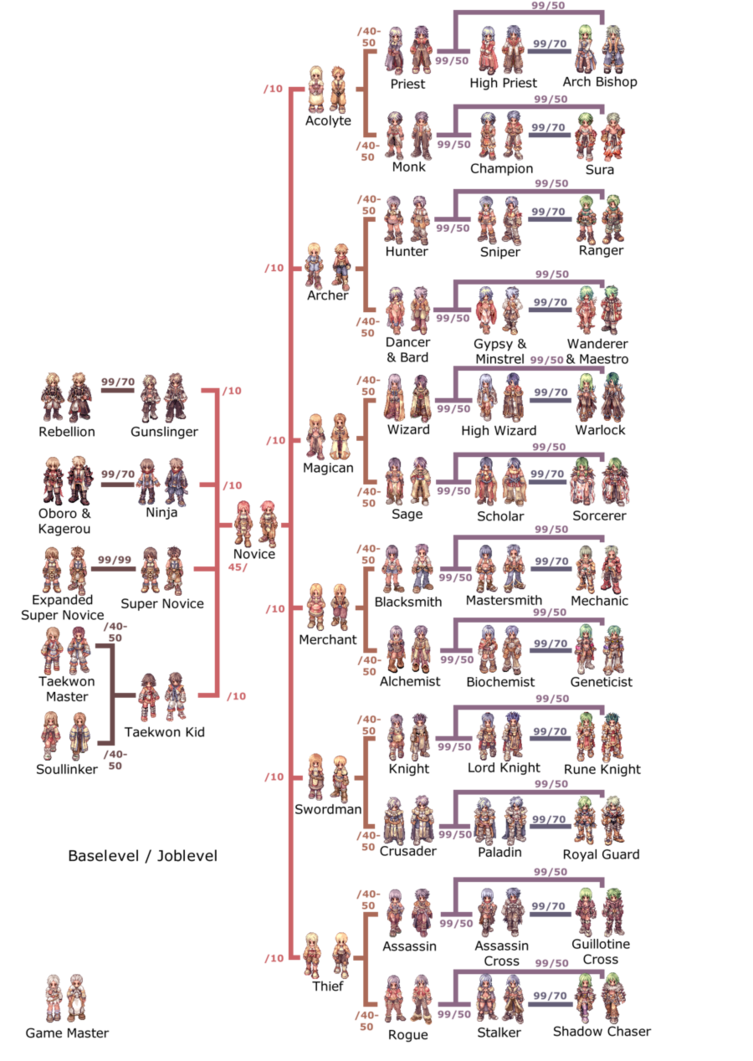 99/50
/40-
50
99/50
99/70
Priest
High Priest
Arch Bishop
/10
Acolyte
99/50
/40-
50
99/50
99/70
Monk
Champion
Sura
99/50
/40-
50
99/50
99/70
Hunter
Sniper
Ranger
/10
Archer
99/50
/40-
50
99/50
99/70
Dancer
& Bard
Gypsy &
Minstrel
Wanderer
& Maestro
99/50
/40-
50
99/50
99/70
Wizard
High Wizard
Warlock
/10
Magican
99/50
/40-
50
99/50
99/70
Sage
Scholar
Sorcerer
99/70
/10
Rebellion
Gunslinger
99/70
/10
Oboro &
Kagerou
Ninja
Novice
99/99
45/
Expanded
Super Novice
Super Novice
/40-
50
Taekwon
Master
/10
Taekwon Kid
/40-
50
Soullinker
99/50
/40-
50
99/50
99/70
Blacksmith
Mastersmith
Mechanic
/10
Merchant
99/50
/40-
50
99/50
99/70
Alchemist
Biochemist
Geneticist
99/50
/40-
50
99/50
99/70
Knight
Lord Knight
Rune Knight
/10
Swordman
99/50
/40-
50
99/50
99/70
Crusader
Paladin
Royal Guard
Baselevel / Joblevel
99/50
/40-
50
99/50
99/70
Assassin
Assassin
Cross
Guillotine
Cross
/10
Thief
99/50
/40-
50
99/50
99/70
Rogue
Stalker
Shadow Chaser
Game Master